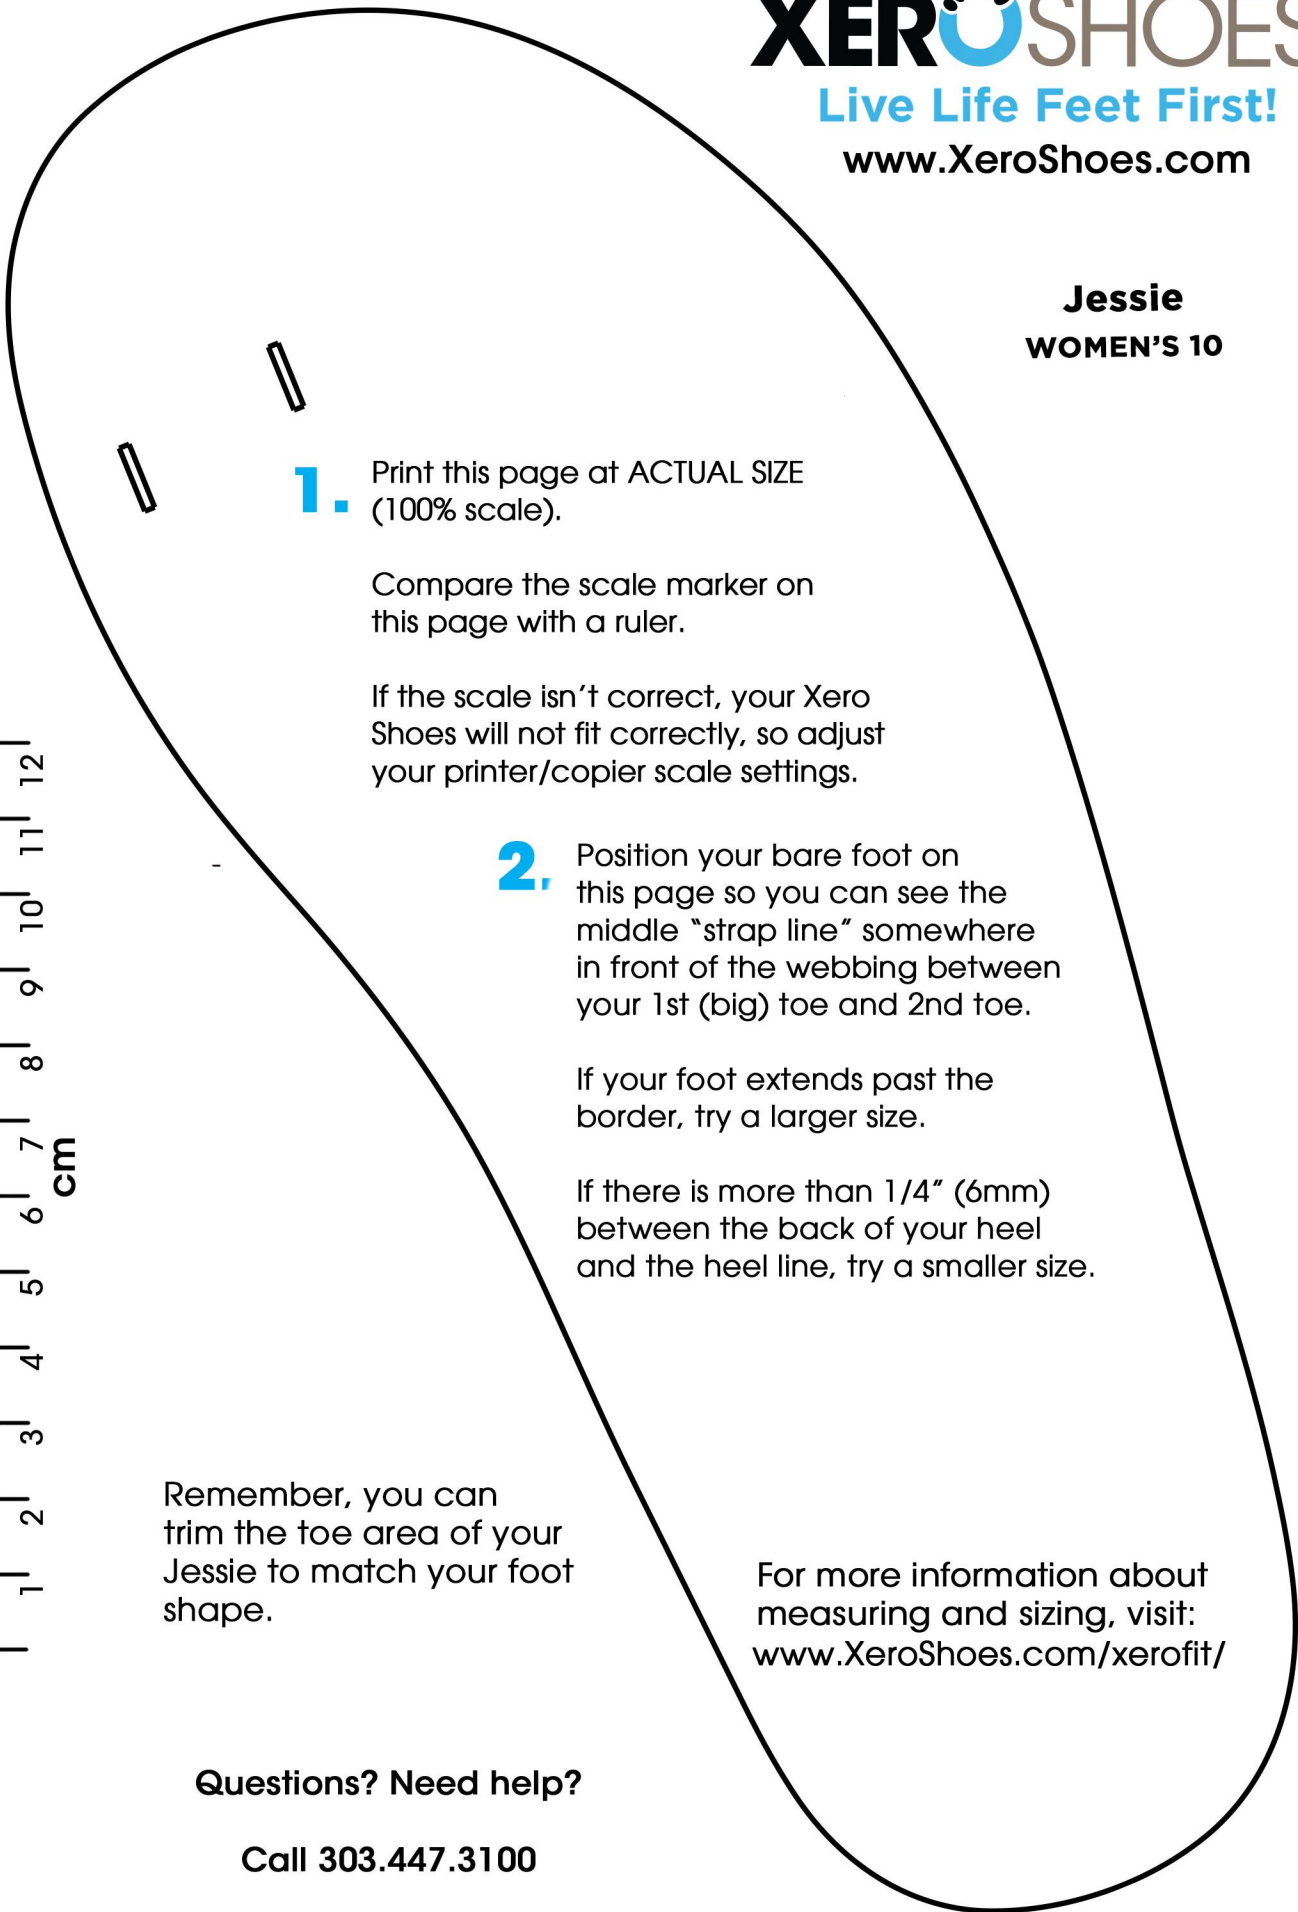 XEROSHOES
Live Life Feet First!
www.XeroShoes.com
Jessie
WOMEN'S 10
1. Print this page at ACTUAL SIZE
(100% scale).
Compare the scale marker on
this page with a ruler.
If the scale isn't correct, your Xero
Shoes will not fit correctly, so adjust
your printer/copier scale settings.
2. Position your bare foot on
this page so you can see the
middle "strap line" somewhere
in front of the webbing between
your 1st (big) toe and 2nd toe.
If your foot extends past the
border, try a larger size.
If there is more than 1/4" (6mm)
between the back of your heel
and the heel line, try a smaller size.
1 2 3 4 5 6 7 8 9 10 11 12
cm
Remember, you can
trim the toe area of your
Jessie to match your foot
shape.
For more information about
measuring and sizing, visit:
www.XeroShoes.com/xerofit/
Questions? Need help?
Call 303.447.3100